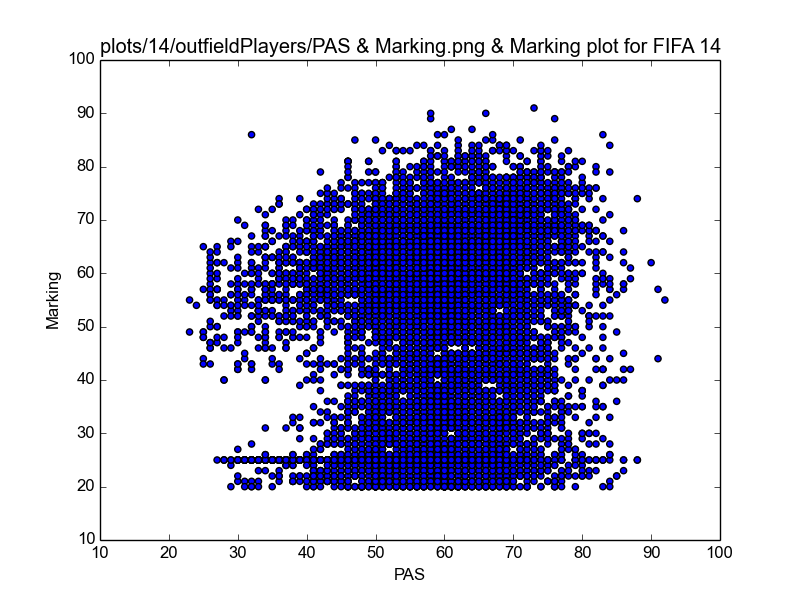 plots/14/outfieldPlayers/PAS & Marking.png & Marking plot for FIFA 14
100
90
80
70
60
50
40
30
20
10
Marking
10 20 30 40 50 60 70 80 90 100
PAS